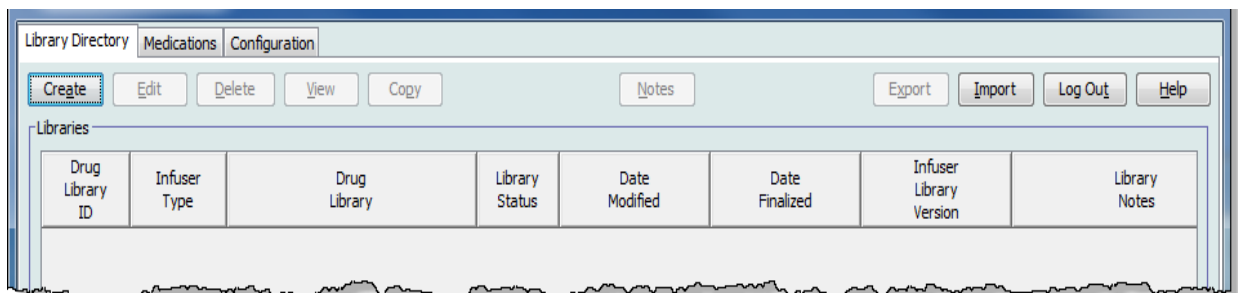 Library Directory Medications Configuration
Create Edit Delete View Copy Notes Export Import Log Out Help
Libraries
Drug Library ID Infuser Type Drug Library Library Status Date Modified Date Finalized Infuser Library Version Library Notes